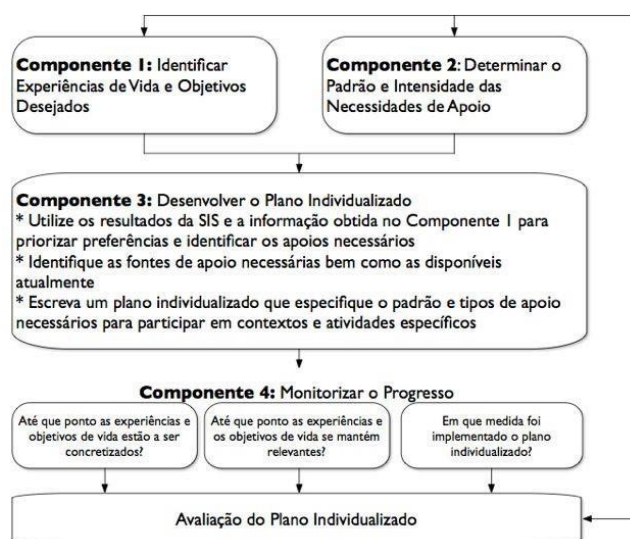 Componente 1: Identificar
Experiências de Vida e Objetivos
Desejados
Componente 2: Determinar o
Padrão e Intensidade das
Necessidades de Apoio
Componente 3: Desenvolver o Plano Individualizado
* Utilize os resultados da SIS e a informação obtida no Componente 1 para
priorizar preferências e identificar os apoios necessários
* Identifique as fontes de apoio necessárias bem como as disponíveis
atualmente
* Escreva um plano individualizado que especifique o padrão e tipos de apoio
necessários para participar em contextos e atividades específicos
Componente 4: Monitorizar o Progresso
Até que ponto as experiências e
objetivos de vida estão a ser
concretizados?
Até que ponto as experiências e
os objetivos de vida se mantém
relevantes?
Em que medida foi
implementado o plano
individualizado?
Avaliação do Plano Individualizado